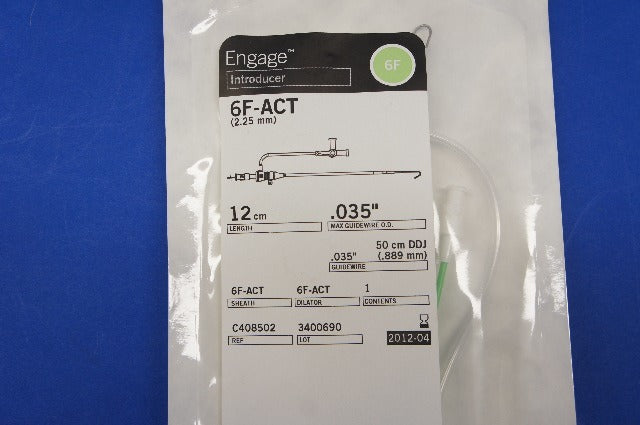 Engage™
Introducer
6F
6F-ACT
(2.25 mm)
12 cm
LENGTH
.035"
MAX GUIDEWIRE O.D.
50 cm DDJ
.035" (.889 mm)
GUIDEWIRE
6F-ACT 6F-ACT 1
SHEATH DILATOR CONTENTS
C408502 3400690
REF LOT 2012-04